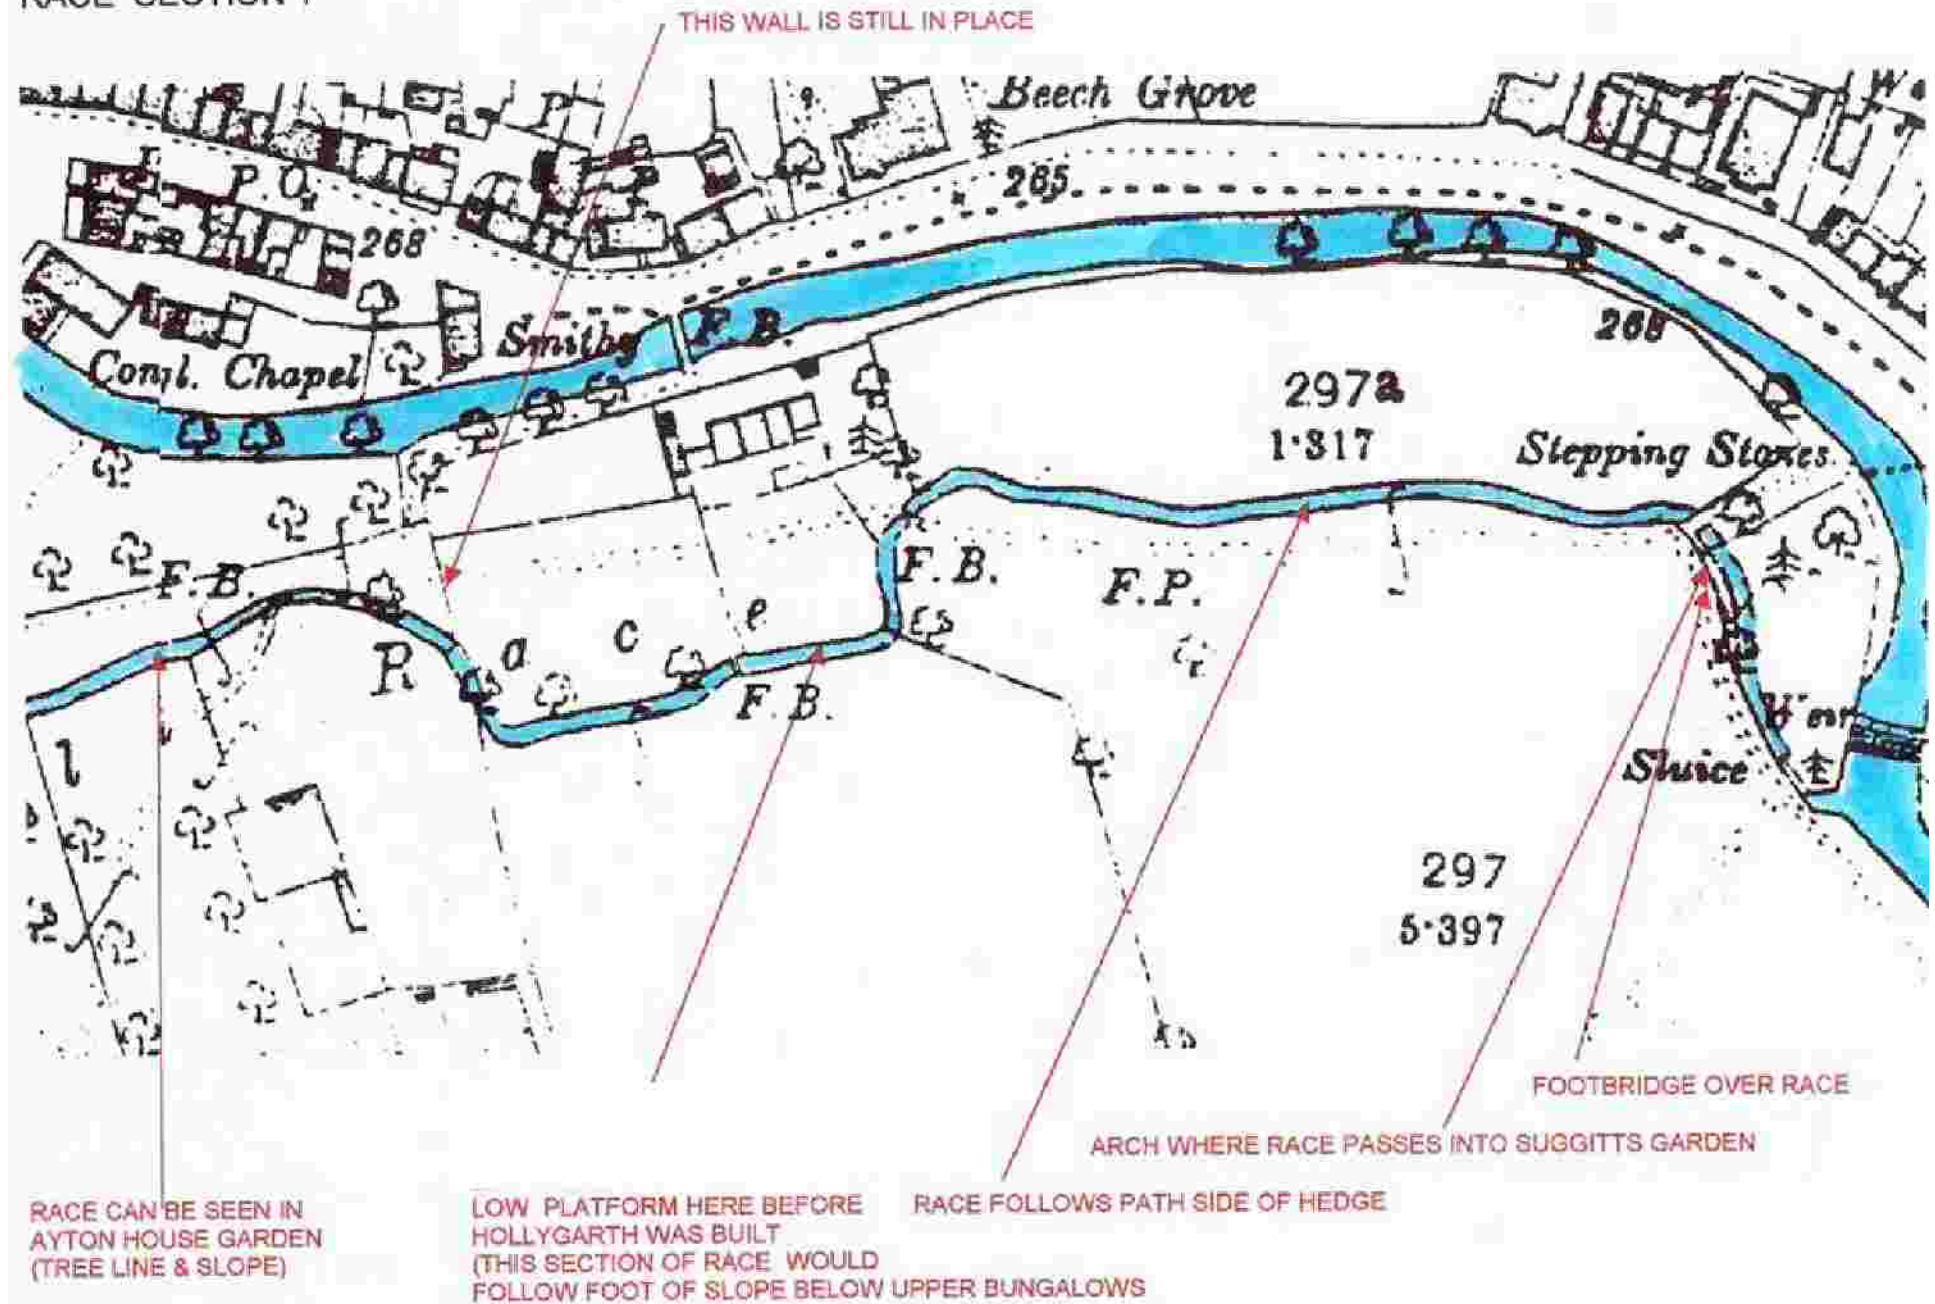 THIS WALL IS STILL IN PLACE
Beech Grove
P
P. O.
265
268
Smithy
F. B.
Conl. Chapel
268
297a
1·317
Stepping Stones
F. B.
F. B.
F. P.
R a c e
F. B.
Weir
Sluice
297
5·397
FOOTBRIDGE OVER RACE
ARCH WHERE RACE PASSES INTO SUGGITTS GARDEN
RACE FOLLOWS PATH SIDE OF HEDGE
RACE CAN BE SEEN IN
AYTON HOUSE GARDEN
(TREE LINE & SLOPE)
LOW PLATFORM HERE BEFORE
HOLLYGARTH WAS BUILT
(THIS SECTION OF RACE WOULD
FOLLOW FOOT OF SLOPE BELOW UPPER BUNGALOWS